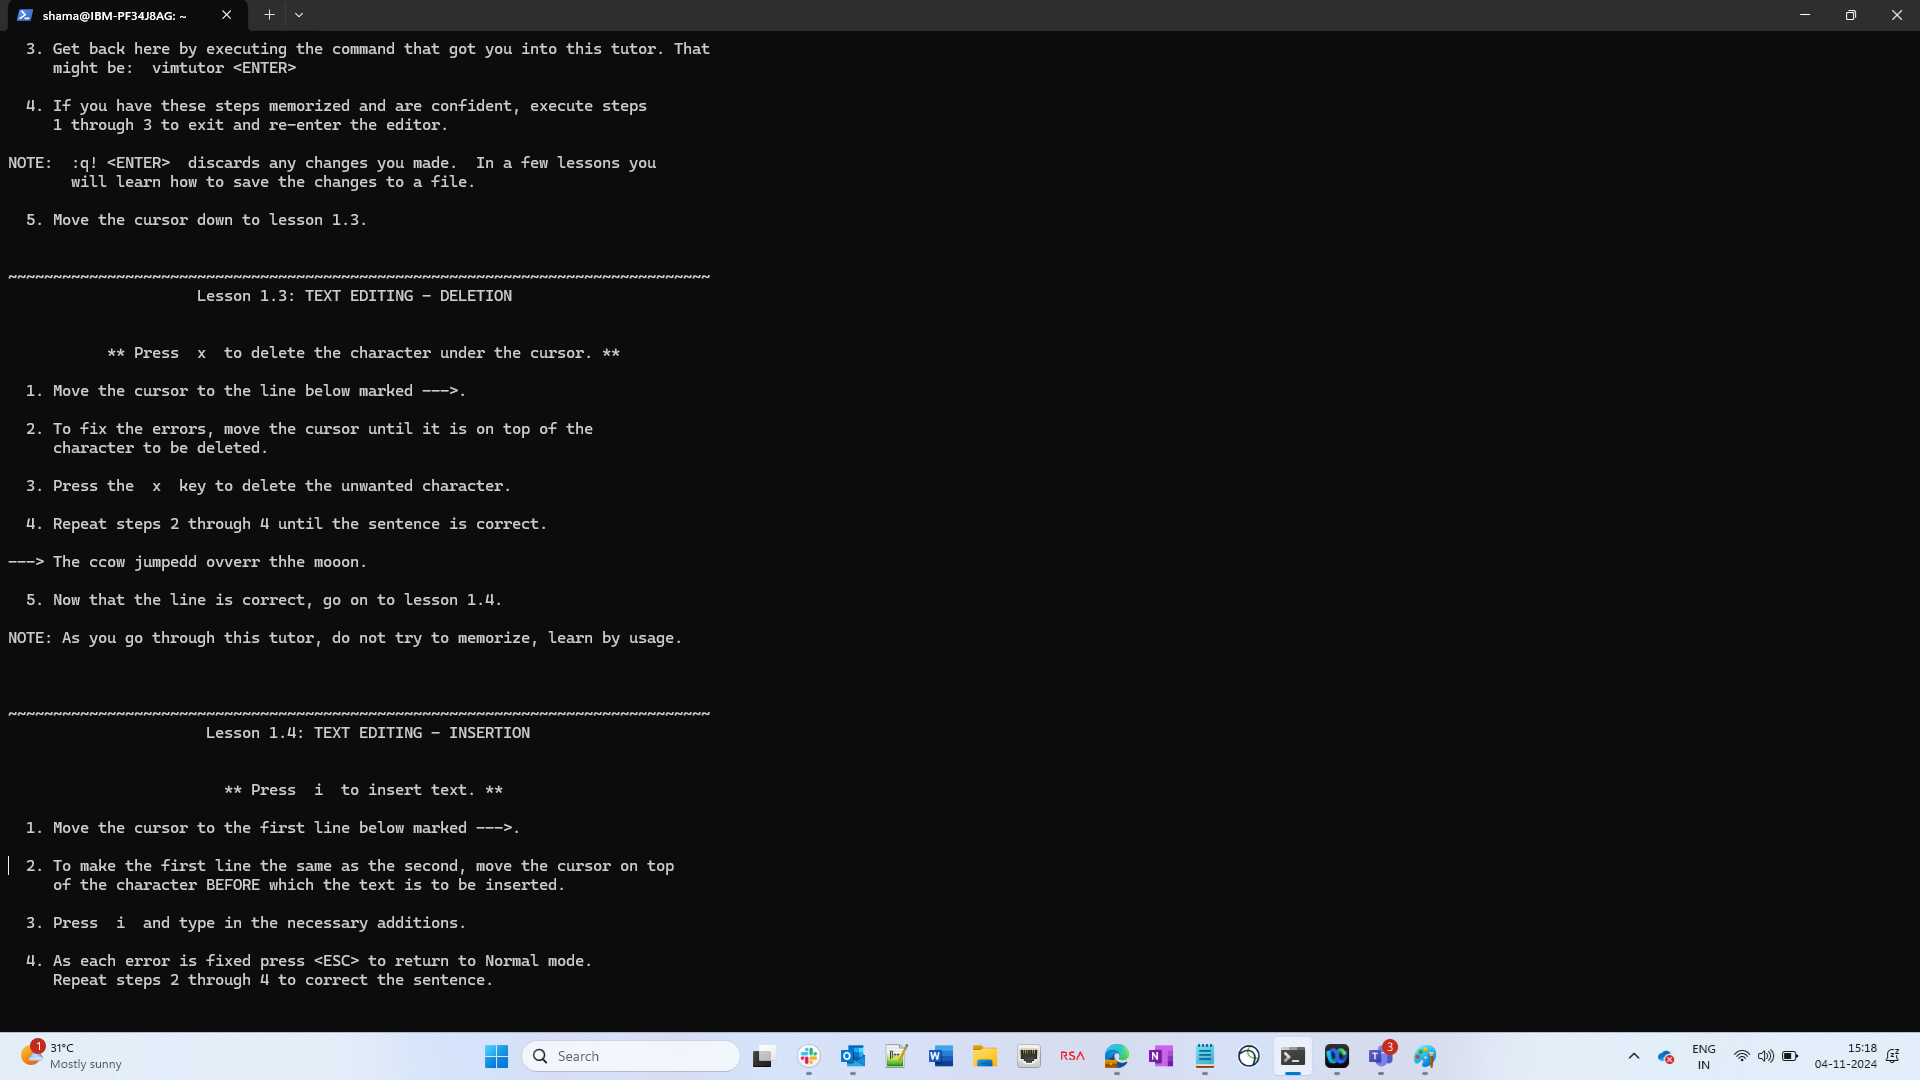 shama@IBM-PF34J8AG: ~
3. Get back here by executing the command that got you into this tutor. That
might be:  vimtutor <ENTER>
4. If you have these steps memorized and are confident, execute steps
1 through 3 to exit and re-enter the editor.
NOTE:  :q! <ENTER>  discards any changes you made.  In a few lessons you
will learn how to save the changes to a file.
5. Move the cursor down to lesson 1.3.
~~~~~~~~~~~~~~~~~~~~~~~~~~~~~~~~~~~~~~~~~~~~~~~~~~~~~~~~~~~~~~~~~~~~~~~~~~~~~~
Lesson 1.3: TEXT EDITING - DELETION
** Press  x  to delete the character under the cursor. **
1. Move the cursor to the line below marked --->.
2. To fix the errors, move the cursor until it is on top of the
character to be deleted.
3. Press the  x  key to delete the unwanted character.
4. Repeat steps 2 through 4 until the sentence is correct.
---> The ccow jumpedd ovverr thhe mooon.
5. Now that the line is correct, go on to lesson 1.4.
NOTE: As you go through this tutor, do not try to memorize, learn by usage.
~~~~~~~~~~~~~~~~~~~~~~~~~~~~~~~~~~~~~~~~~~~~~~~~~~~~~~~~~~~~~~~~~~~~~~~~~~~~~~
Lesson 1.4: TEXT EDITING - INSERTION
** Press  i  to insert text. **
1. Move the cursor to the first line below marked --->.
2. To make the first line the same as the second, move the cursor on top
of the character BEFORE which the text is to be inserted.
3. Press  i  and type in the necessary additions.
4. As each error is fixed press <ESC> to return to Normal mode.
Repeat steps 2 through 4 to correct the sentence.
1
31°C
Mostly sunny
Search
RSA
3
ENG
IN
15:18
04-11-2024